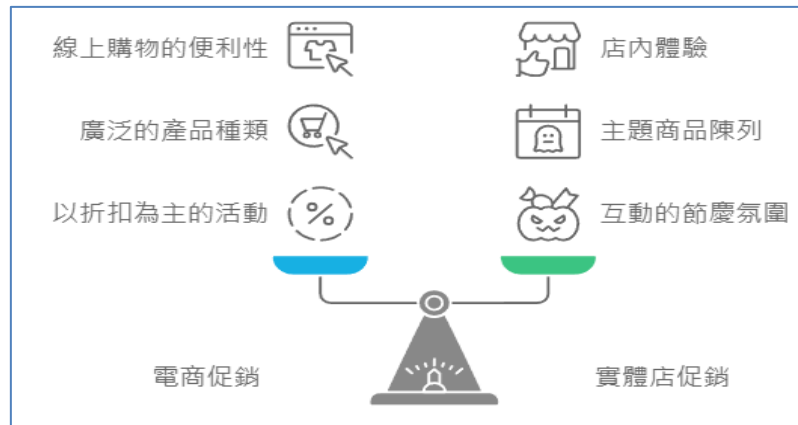 線上購物的便利性
店內體驗
廣泛的產品種類
主題商品陳列
以折扣為主的活動
%
互動的節慶氛圍
電商促銷
實體店促銷